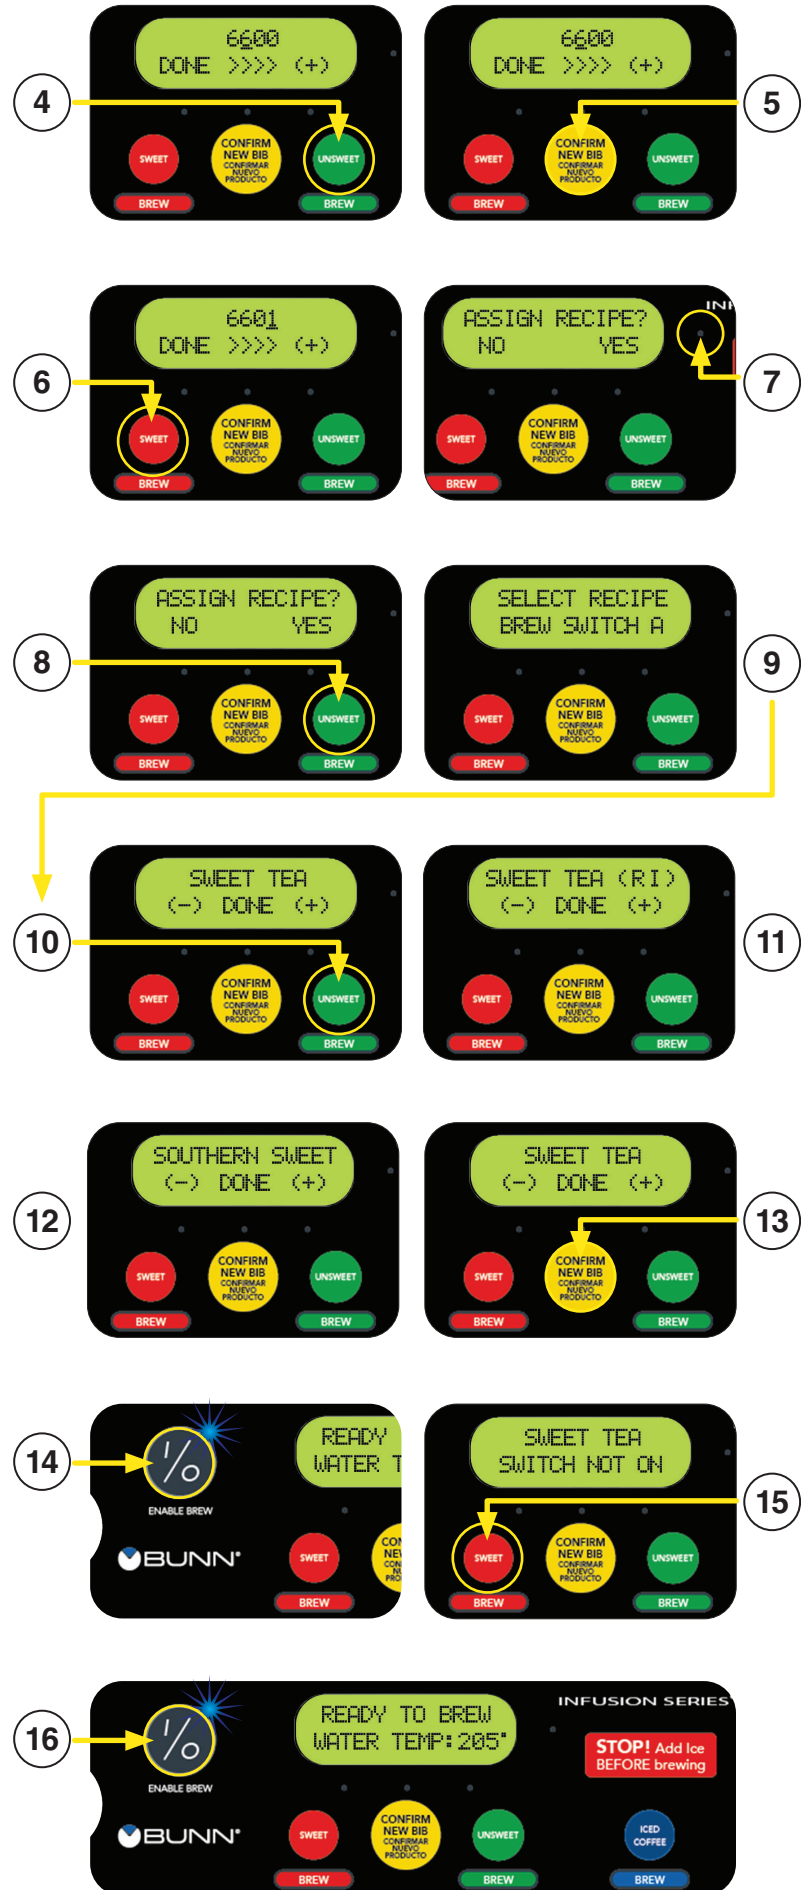 6600
DONE >>>> (+)
4
SWEET
CONFIRM
NEW BIB
CONFIRMAR
NUEVO
PRODUCTO
UNSWEET
BREW
BREW
6600
DONE >>>> (+)
5
SWEET
CONFIRM
NEW BIB
CONFIRMAR
NUEVO
PRODUCTO
UNSWEET
BREW
BREW
6601
DONE >>>> (+)
6
SWEET
CONFIRM
NEW BIB
CONFIRMAR
NUEVO
PRODUCTO
UNSWEET
BREW
BREW
ASSIGN RECIPE?
NO YES
7
SWEET
CONFIRM
NEW BIB
CONFIRMAR
NUEVO
PRODUCTO
UNSWEET
BREW
BREW
ASSIGN RECIPE?
NO YES
8
SWEET
CONFIRM
NEW BIB
CONFIRMAR
NUEVO
PRODUCTO
UNSWEET
BREW
BREW
SELECT RECIPE
BREW SWITCH A
9
SWEET
CONFIRM
NEW BIB
CONFIRMAR
NUEVO
PRODUCTO
UNSWEET
BREW
BREW
SWEET TEA
(-) DONE (+)
10
SWEET
CONFIRM
NEW BIB
CONFIRMAR
NUEVO
PRODUCTO
UNSWEET
BREW
BREW
SWEET TEA (RI)
(-) DONE (+)
11
SWEET
CONFIRM
NEW BIB
CONFIRMAR
NUEVO
PRODUCTO
UNSWEET
BREW
BREW
SOUTHERN SWEET
(-) DONE (+)
12
SWEET
CONFIRM
NEW BIB
CONFIRMAR
NUEVO
PRODUCTO
UNSWEET
BREW
BREW
SWEET TEA
(-) DONE (+)
13
SWEET
CONFIRM
NEW BIB
CONFIRMAR
NUEVO
PRODUCTO
UNSWEET
BREW
BREW
READY
WATER T
14
I/O
ENABLE BREW
BUNN®
SWEET
BREW
SWEET TEA
SWITCH NOT ON
15
SWEET
CONFIRM
NEW BIB
CONFIRMAR
NUEVO
PRODUCTO
UNSWEET
BREW
BREW
INFUSION SERIES
READY TO BREW
WATER TEMP:205°
16
I/O
STOP! Add Ice
BEFORE brewing
ENABLE BREW
BUNN®
SWEET
CONFIRM
NEW BIB
CONFIRMAR
NUEVO
PRODUCTO
UNSWEET
ICED
COFFEE
BREW
BREW
BREW